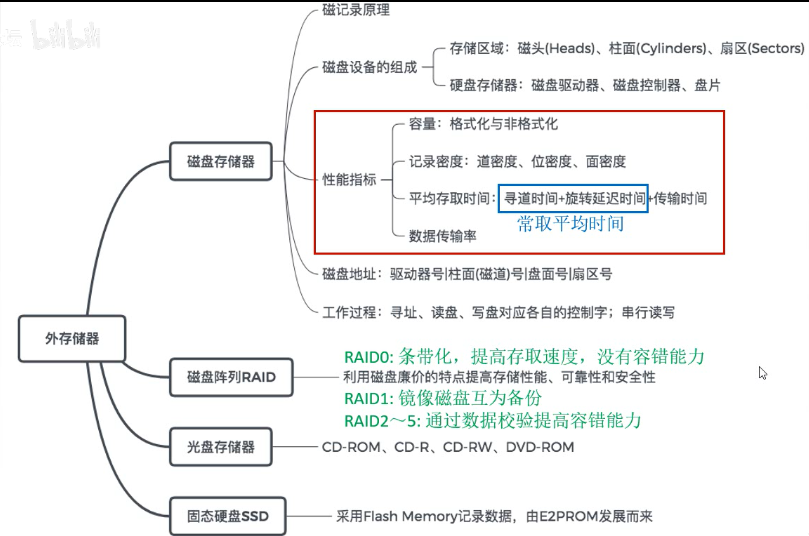 bilibili
磁记录原理
磁盘设备的组成
存储区域：磁头(Heads)、柱面(Cylinders)、扇区(Sectors)
硬盘存储器：磁盘驱动器、磁盘控制器、盘片
磁盘存储器
性能指标
容量：格式化与非格式化
记录密度：道密度、位密度、面密度
平均存取时间：寻道时间+旋转延迟时间+传输时间
常取平均时间
数据传输率
磁盘地址：驱动器号|柱面(磁道)号|盘面号|扇区号
工作过程：寻址、读盘、写盘对应各自的控制字；串行读写
外存储器
RAID0: 条带化，提高存取速度，没有容错能力
磁盘阵列RAID
利用磁盘廉价的特点提高存储性能、可靠性和安全性
RAID1: 镜像磁盘互为备份
RAID2～5: 通过数据校验提高容错能力
光盘存储器
CD-ROM、CD-R、CD-RW、DVD-ROM
固态硬盘SSD
采用Flash Memory记录数据，由E2PROM发展而来